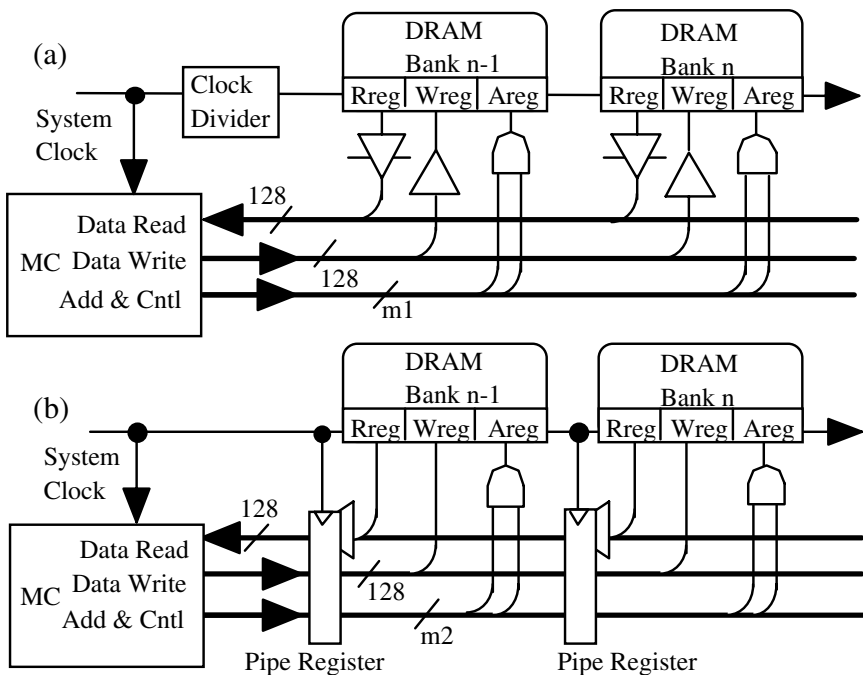 (a)
DRAM
Bank n-1
DRAM
Bank n
Clock
Divider
Rreg Wreg Areg
Rreg Wreg Areg
System
Clock
128
Data Read
MC Data Write
128
Add & Cntl
m1
(b)
DRAM
Bank n-1
DRAM
Bank n
Rreg Wreg Areg
Rreg Wreg Areg
System
Clock
128
Data Read
MC Data Write
128
Add & Cntl
m2
Pipe Register
Pipe Register